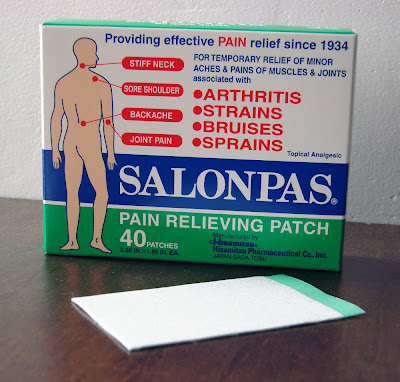 Providing effective PAIN relief since 1934
STIFF NECK
SORE SHOULDER
BACKACHE
JOINT PAIN
FOR TEMPORARY RELIEF OF MINOR
ACHES & PAINS OF MUSCLES & JOINTS
associated with
●ARTHRITIS
●STRAINS
●BRUISES
●SPRAINS
Topical Analgesic
SALONPAS®
PAIN RELIEVING PATCH
40 PATCHES
Manufactured by
Hisamitsu
Hisamitsu Pharmaceutical Co., Inc.
JAPAN SAGA TOSU